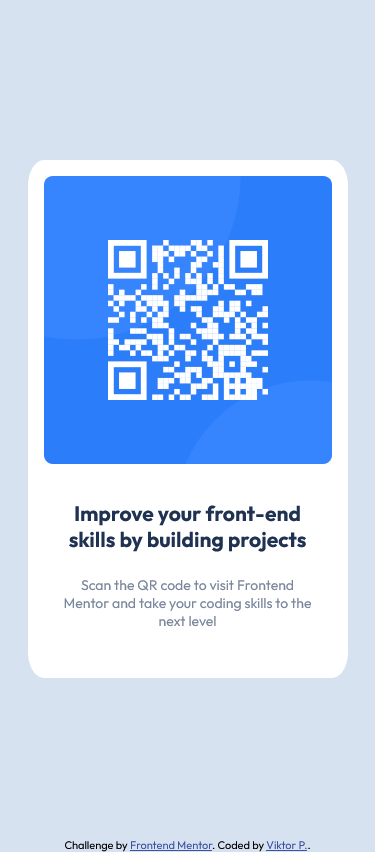 Improve your front-end
skills by building projects
Scan the QR code to visit Frontend
Mentor and take your coding skills to the
next level
Challenge by Frontend Mentor. Coded by Viktor P..